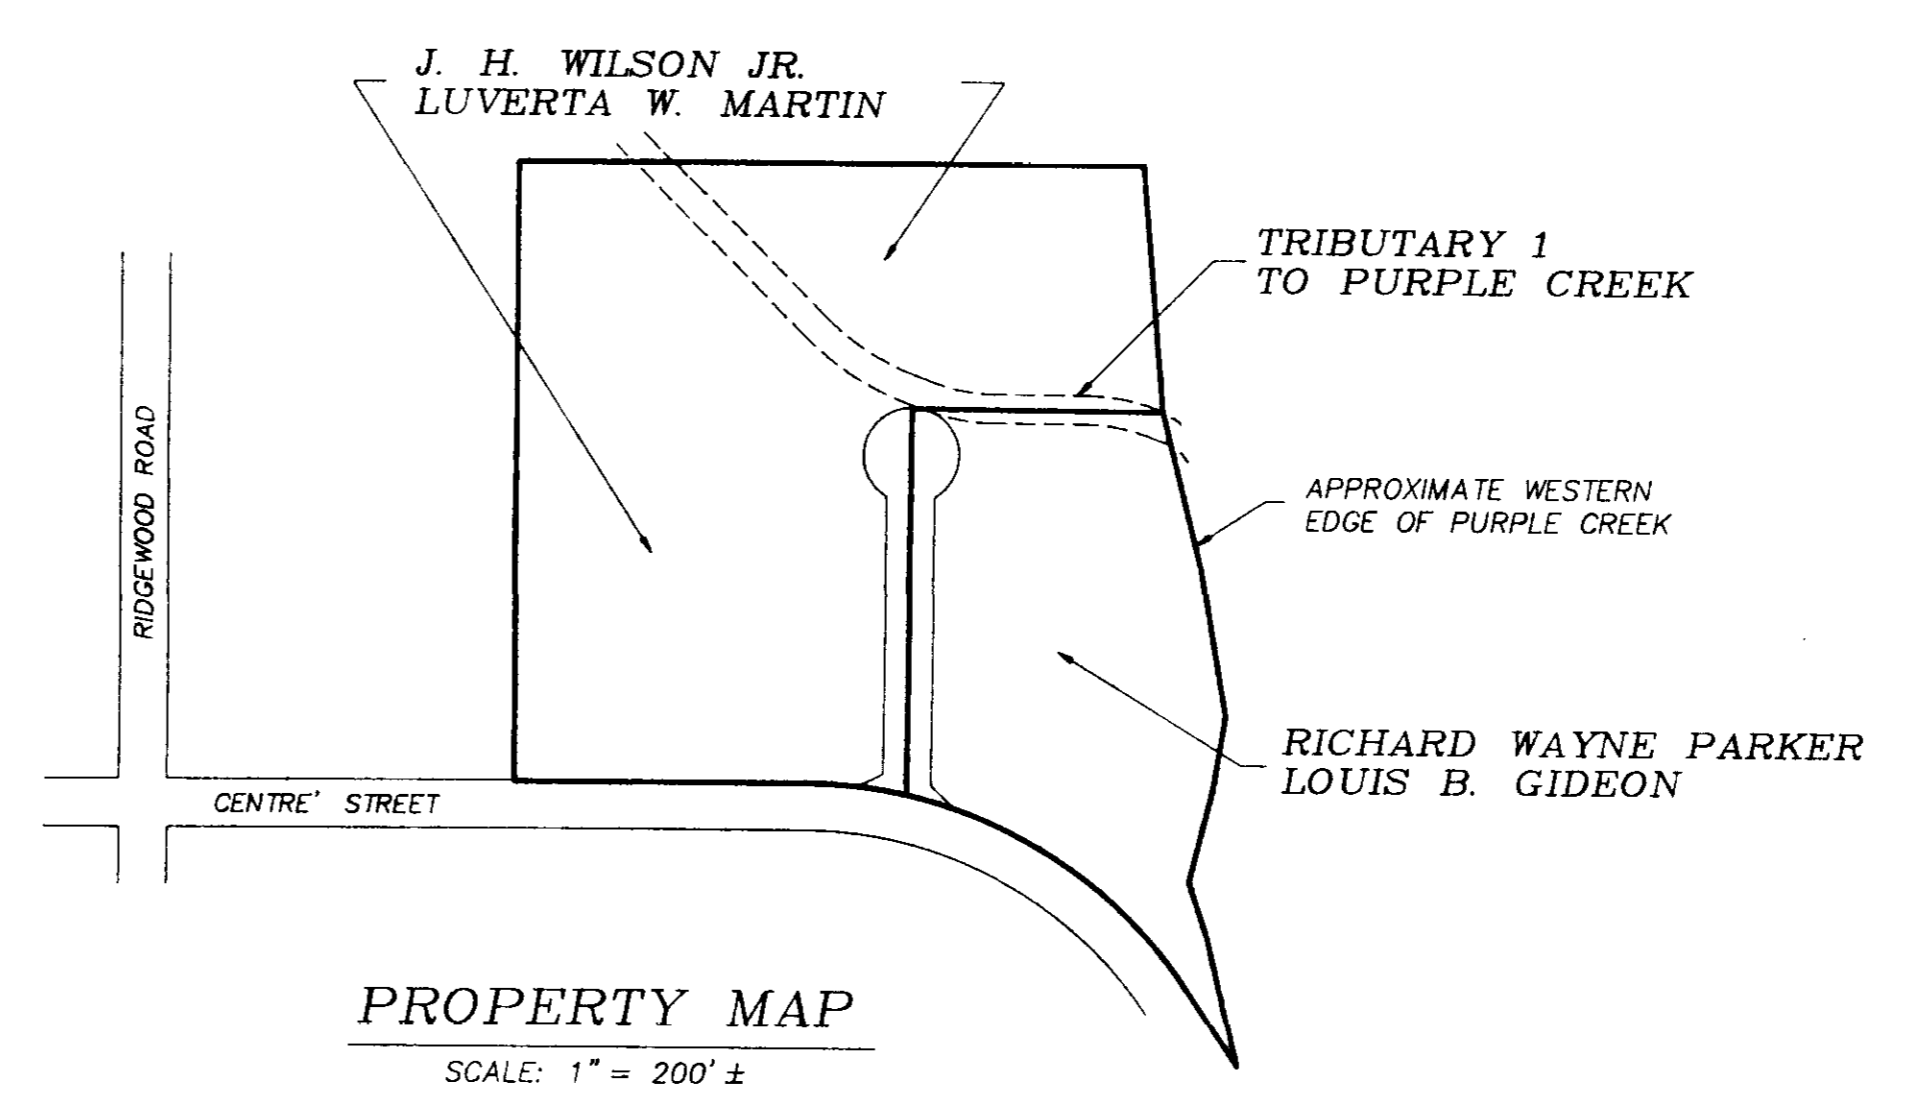 J. H. WILSON JR.
LUVERTA W. MARTIN
TRIBUTARY 1
TO PURPLE CREEK
RIDGEWOOD ROAD
APPROXIMATE WESTERN
EDGE OF PURPLE CREEK
RICHARD WAYNE PARKER
LOUIS B. GIDEON
CENTRE' STREET
PROPERTY MAP
SCALE: 1" = 200' ±